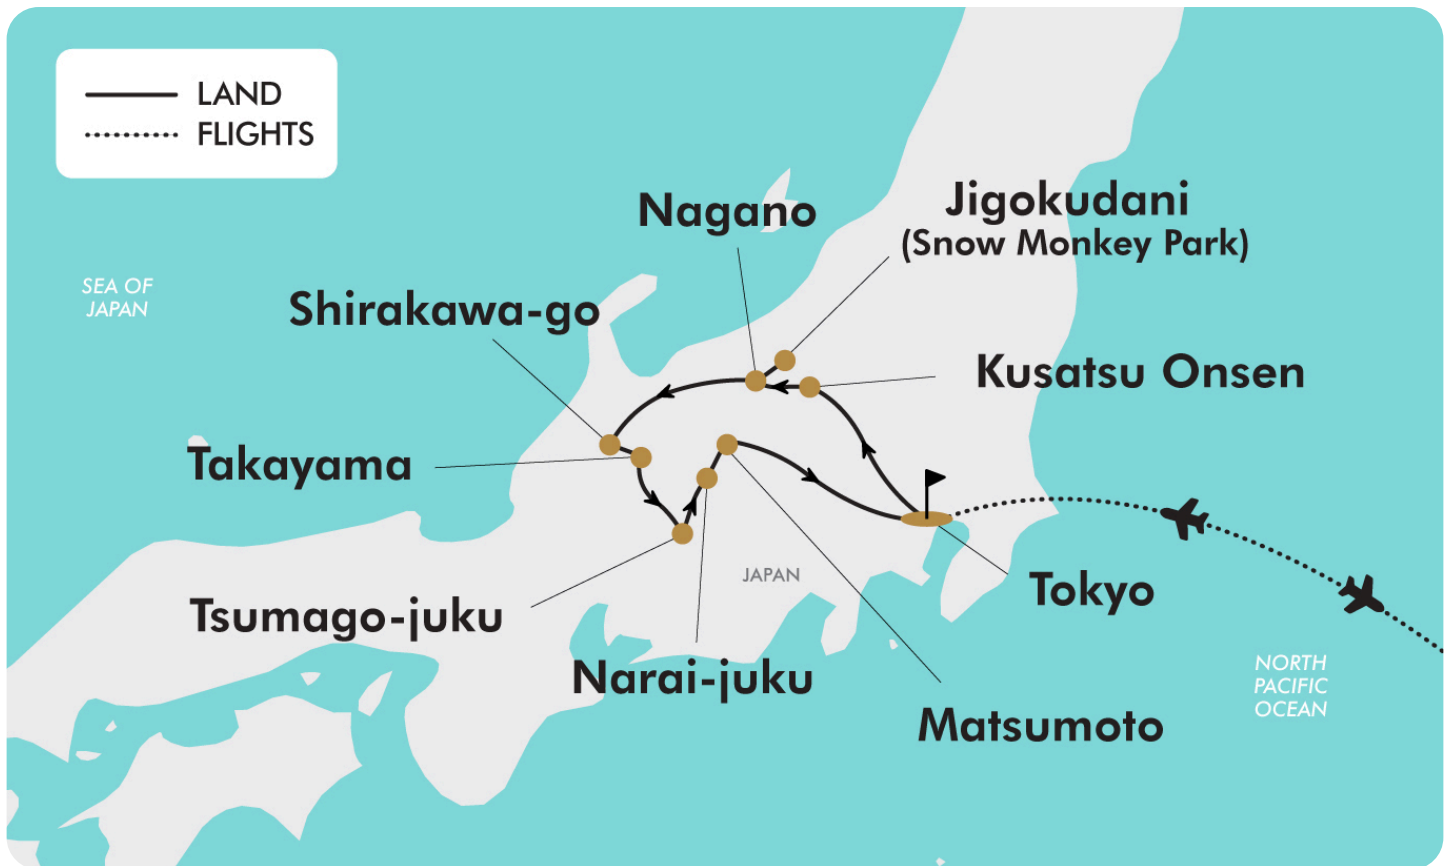 LAND
FLIGHTS
Nagano
Jigokudani
(Snow Monkey Park)
SEA OF
JAPAN
Shirakawa-go
Kusatsu Onsen
Takayama
JAPAN
Tokyo
Tsumago-juku
Narai-juku
NORTH
PACIFIC
OCEAN
Matsumoto